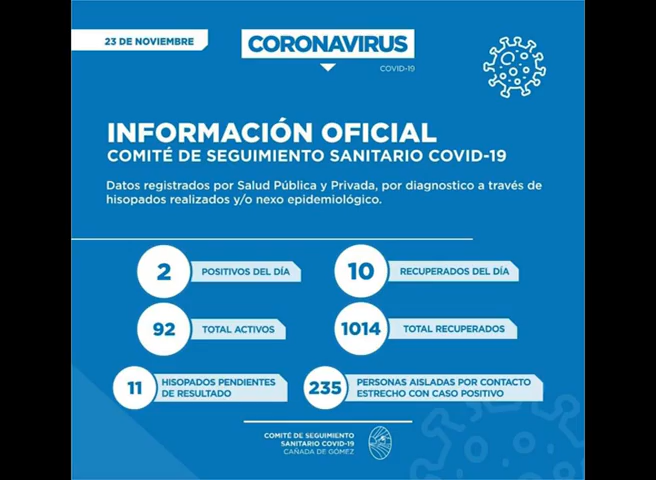 23 DE NOVIEMBRE
CORONAVIRUS
COVID-19
INFORMACIÓN OFICIAL
COMITÉ DE SEGUIMIENTO SANITARIO COVID-19
Datos registrados por Salud Pública y Privada, por diagnostico a través de
hisopados realizados y/o nexo epidemiológico.
2 POSITIVOS DEL DÍA
10 RECUPERADOS DEL DÍA
92 TOTAL ACTIVOS
1014 TOTAL RECUPERADOS
11 HISOPADOS PENDIENTES
DE RESULTADO
235 PERSONAS AISLADAS POR CONTACTO
ESTRECHO CON CASO POSITIVO
COMITÉ DE SEGUIMIENTO
SANITARIO COVID-19
CAÑADA DE GÓMEZ